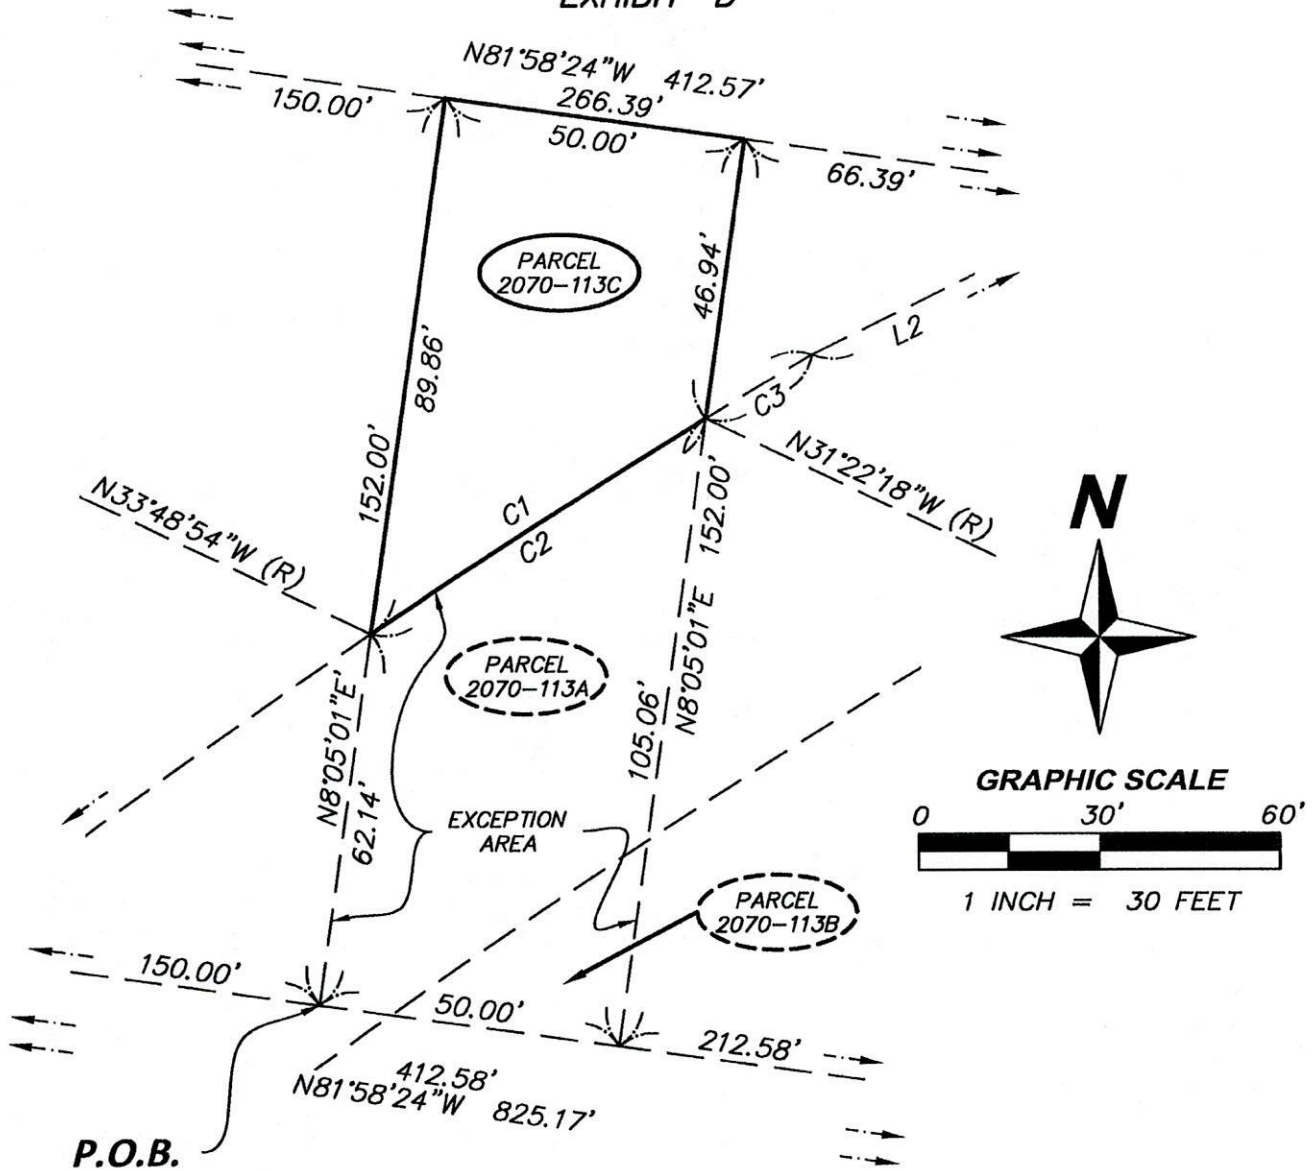 N81°58'24"W 412.57'
150.00'
266.39'
50.00'
66.39'
PARCEL
2070-113C
46.94'
89.86'
152.00'
L2
C3
N31°22'18"W (R)
N33°48'54"W (R)
C1
C2
N8°05'01"E 152.00'
105.06'
N
PARCEL
2070-113A
N8°05'01"E
62.14'
EXCEPTION
AREA
GRAPHIC SCALE
0 30' 60'
1 INCH = 30 FEET
PARCEL
2070-113B
150.00'
50.00'
212.58'
412.58'
N81°58'24"W 825.17'
P.O.B.